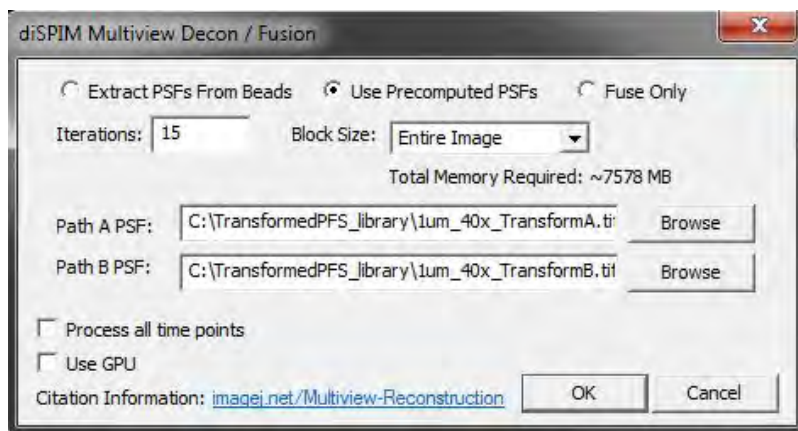 diSPIM Multiview Decon / Fusion
Extract PSFs From Beads Use Precomputed PSFs Fuse Only
Iterations: 15 Block Size: Entire Image
Total Memory Required: ~7578 MB
Path A PSF: C:\TransformedPFS_library\1um_40x_TransformA.tif Browse
Path B PSF: C:\TransformedPFS_library\1um_40x_TransformB.tif Browse
Process all time points
Use GPU
Citation Information: imagej.net/Multiview-Reconstruction OK Cancel